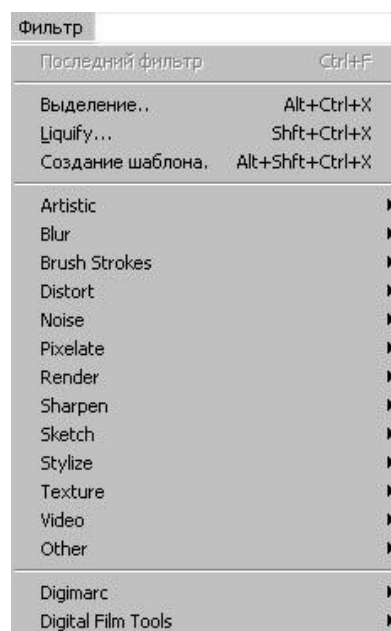 Фильтр
Последний фильтр Ctrl+F
Выделение.. Alt+Ctrl+X
Liquify... Shft+Ctrl+X
Создание шаблона. Alt+Shft+Ctrl+X
Artistic
Blur
Brush Strokes
Distort
Noise
Pixelate
Render
Sharpen
Sketch
Stylize
Texture
Video
Other
Digimarc
Digital Film Tools